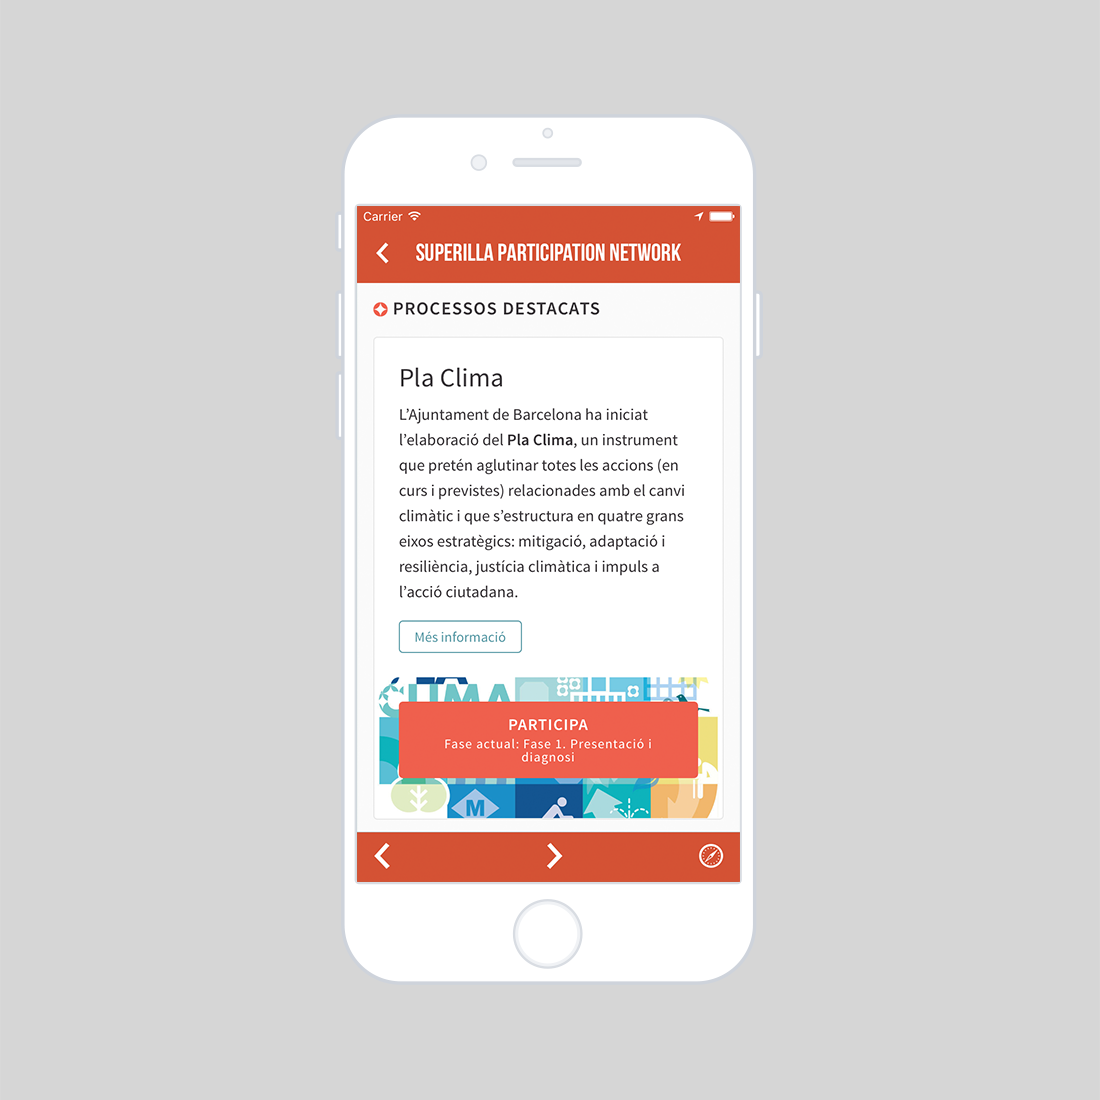 Carrier
SUPERILLA PARTICIPATION NETWORK
PROCESSOS DESTACATS
Pla Clima
L’Ajuntament de Barcelona ha iniciat
l’elaboració del Pla Clima, un instrument
que pretén aglutinar totes les accions (en
curs i previstes) relacionades amb el canvi
climàtic i que s’estructura en quatre grans
eixos estratègics: mitigació, adaptació i
resiliència, justícia climàtica i impuls a
l’acció ciutadana.
Més informació
CLIMA
PARTICIPA
Fase actual: Fase 1. Presentació i
diagnosi
M